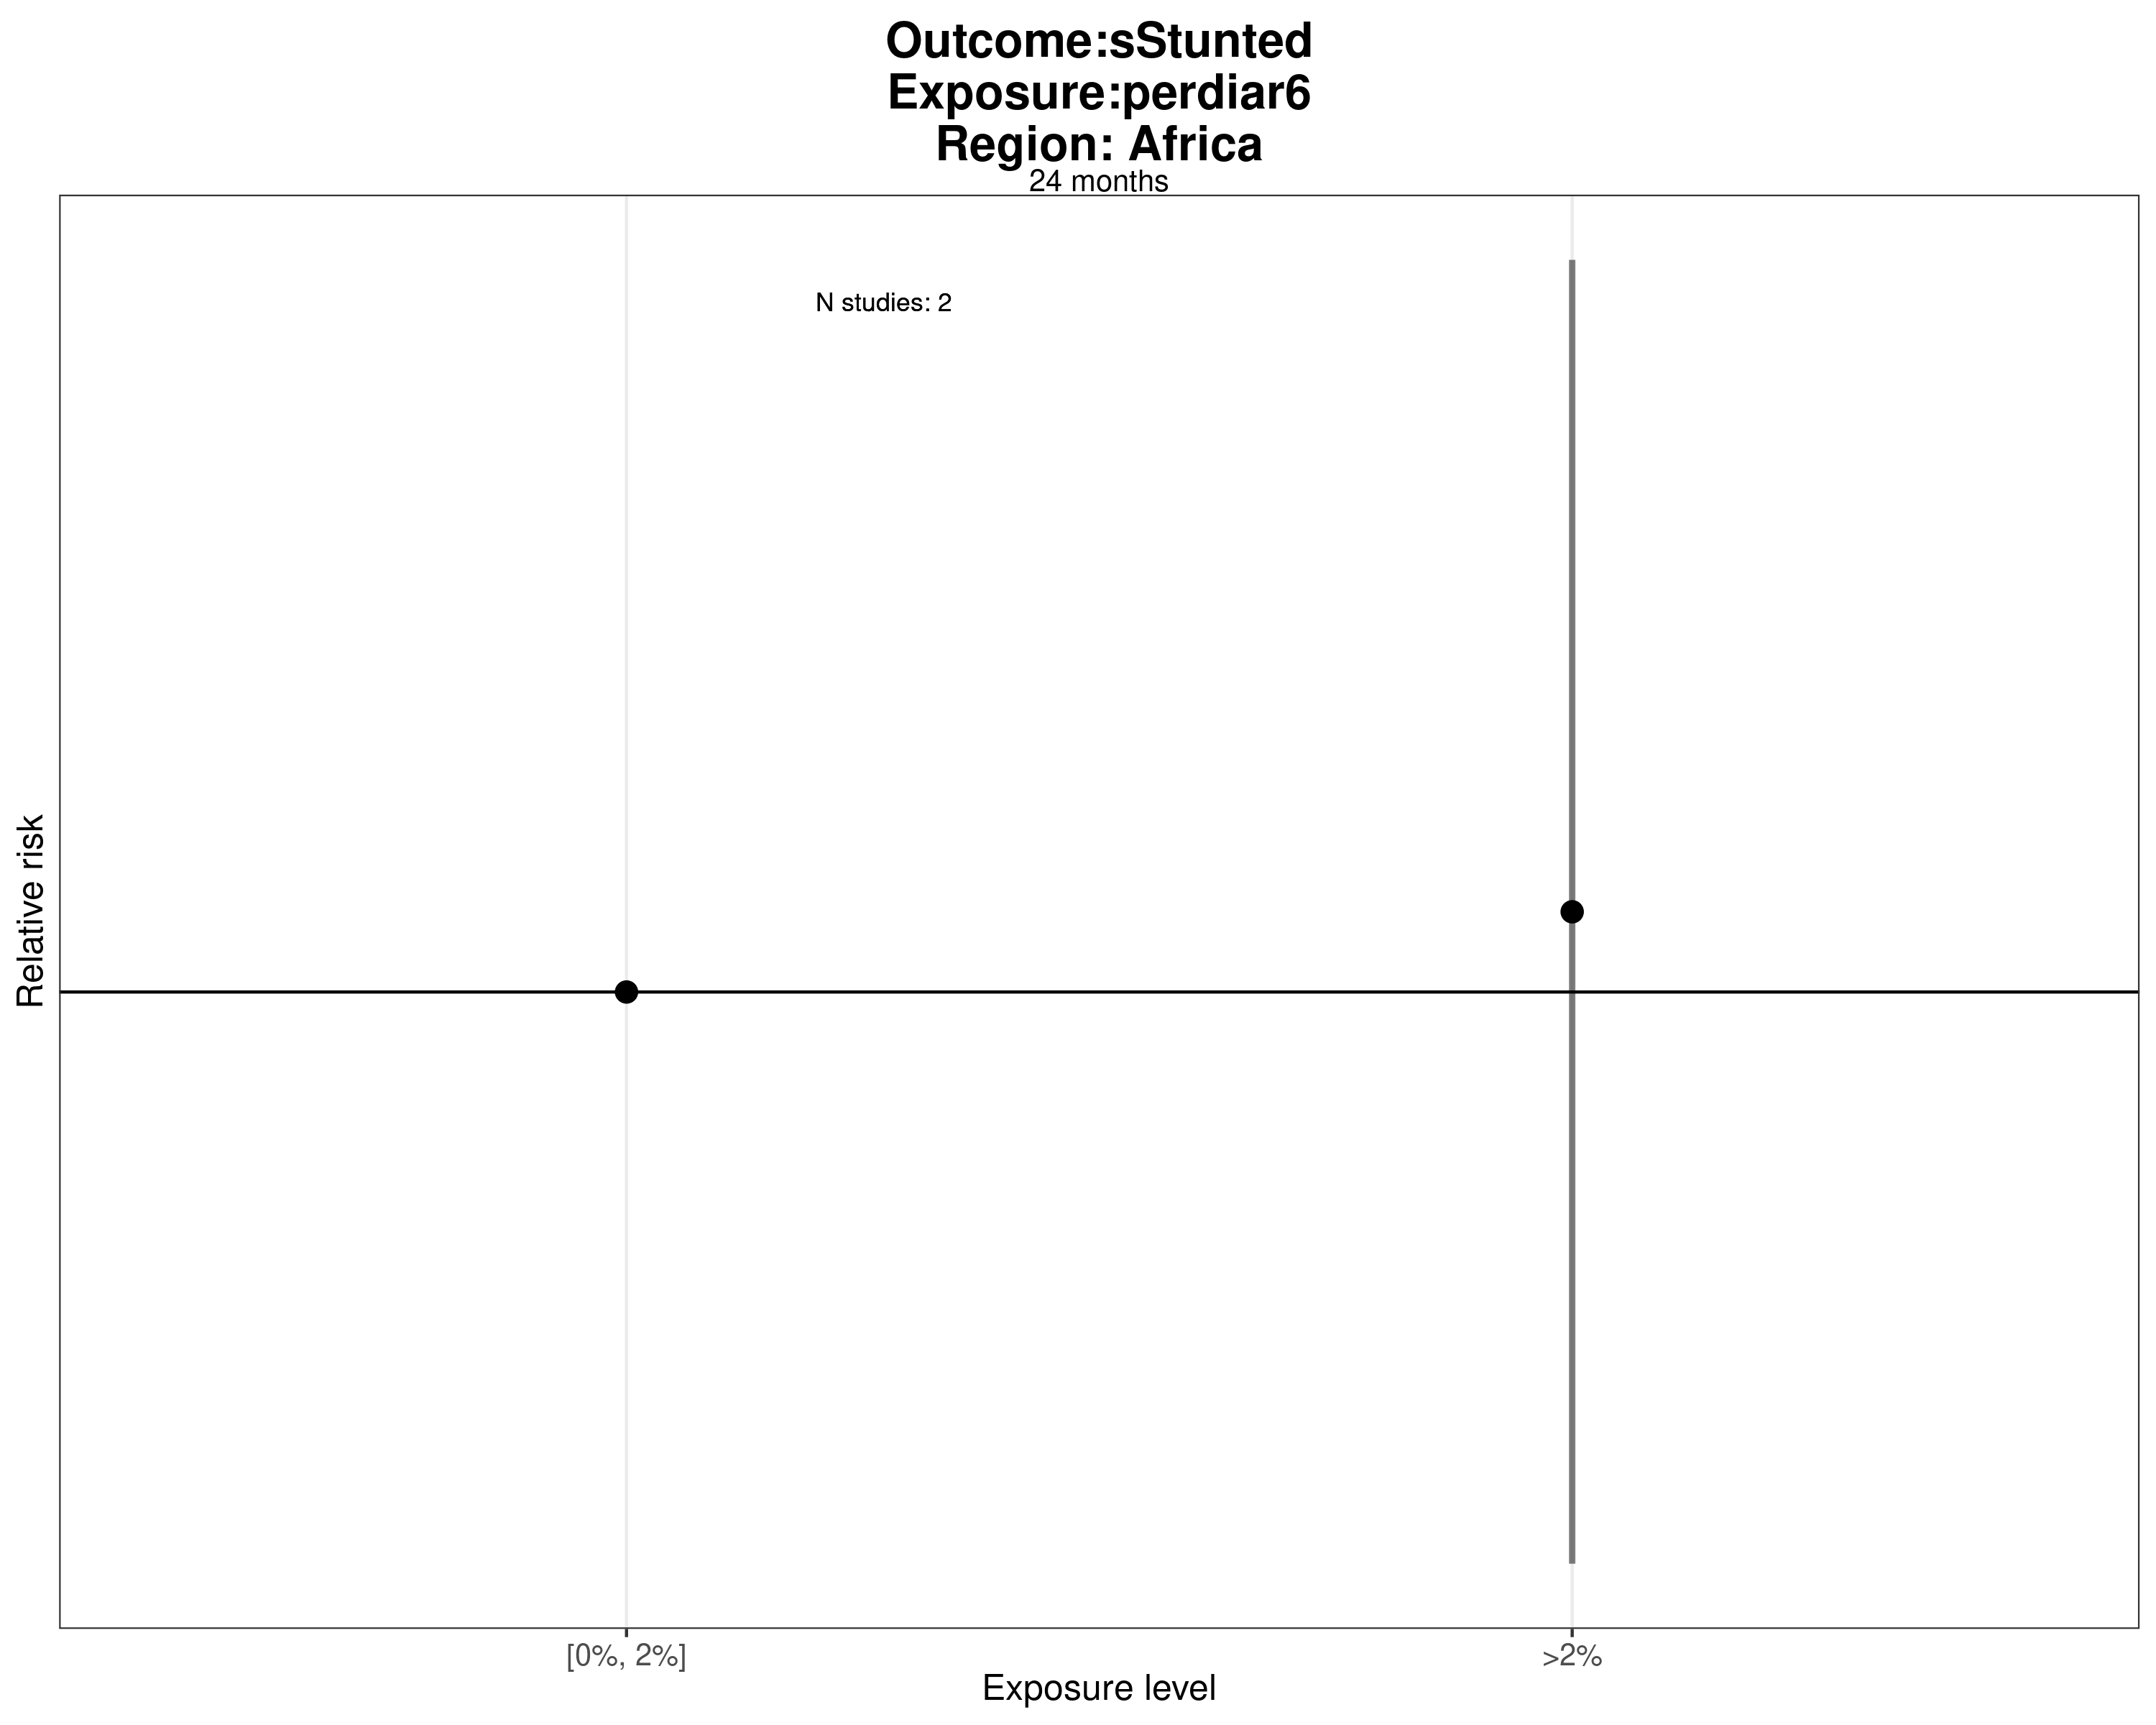 Outcome:sStunted
Exposure:perdiar6
Region: Africa
24 months
N studies: 2
Relative risk
[0%, 2%]
>2%
Exposure level